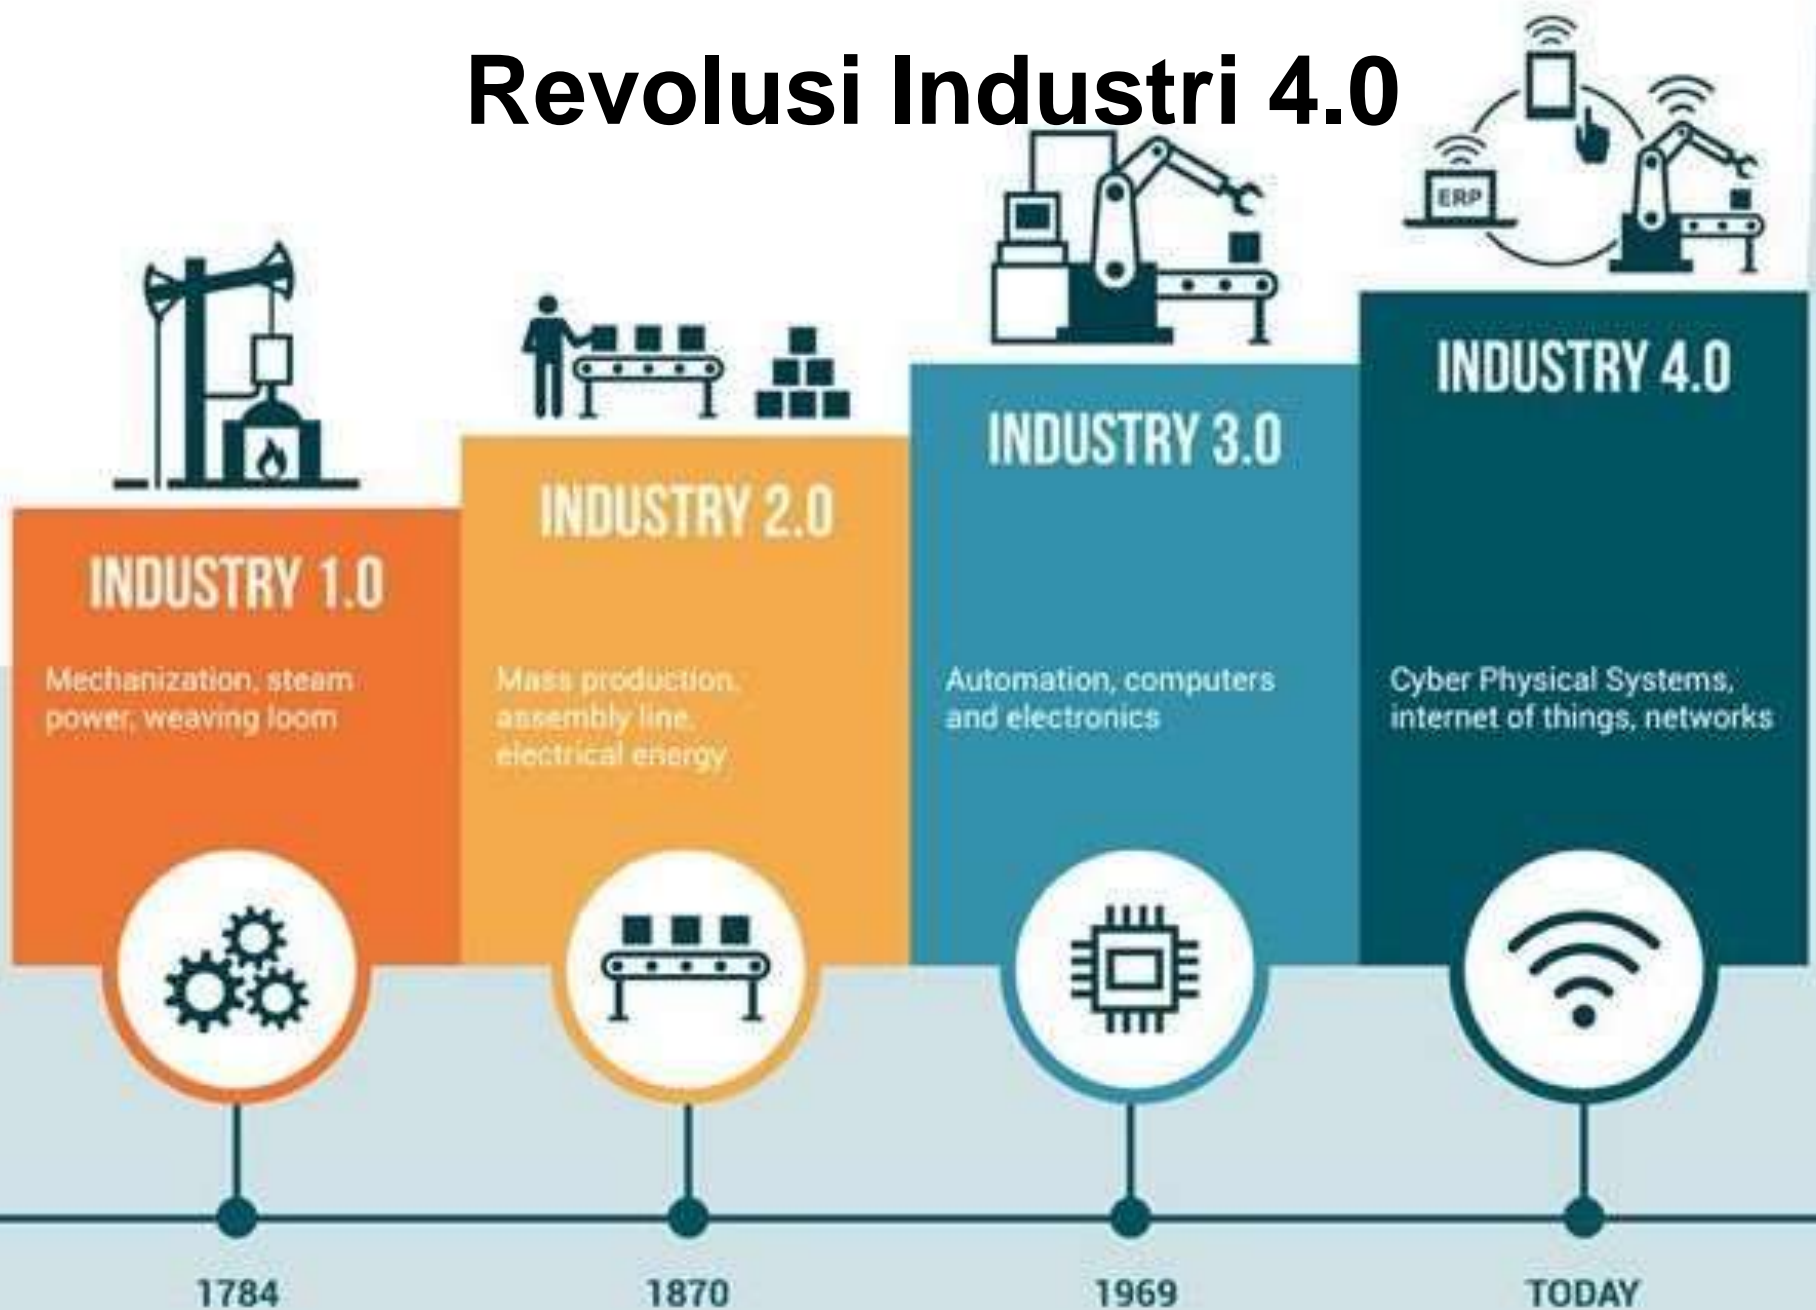 Revolusi Industri 4.0
ERP
INDUSTRY 1.0
Mechanization, steam
power, weaving loom
1784
INDUSTRY 2.0
Mass production,
assembly line,
electrical energy
1870
INDUSTRY 3.0
Automation, computers
and electronics
1969
INDUSTRY 4.0
Cyber Physical Systems,
internet of things, networks
TODAY